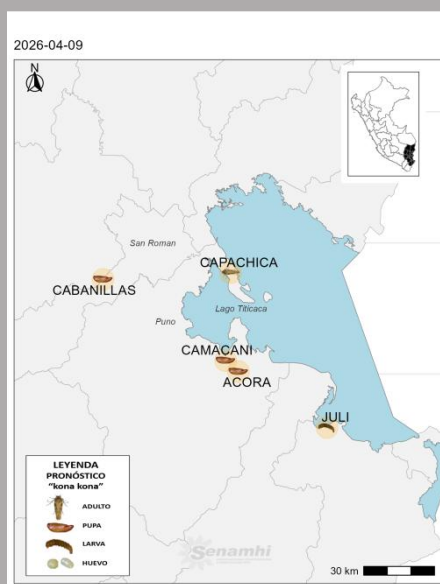 2026-04-09
N
San Roman
CAPACHICA
CABANILLAS
Lago Titicaca
Puno
CAMACANI
ACORA
JULI
LEYENDA
PRONÓSTICO
"kona kona"
ADULTO
PUPA
LARVA
HUEVO
Senamhi
30 km